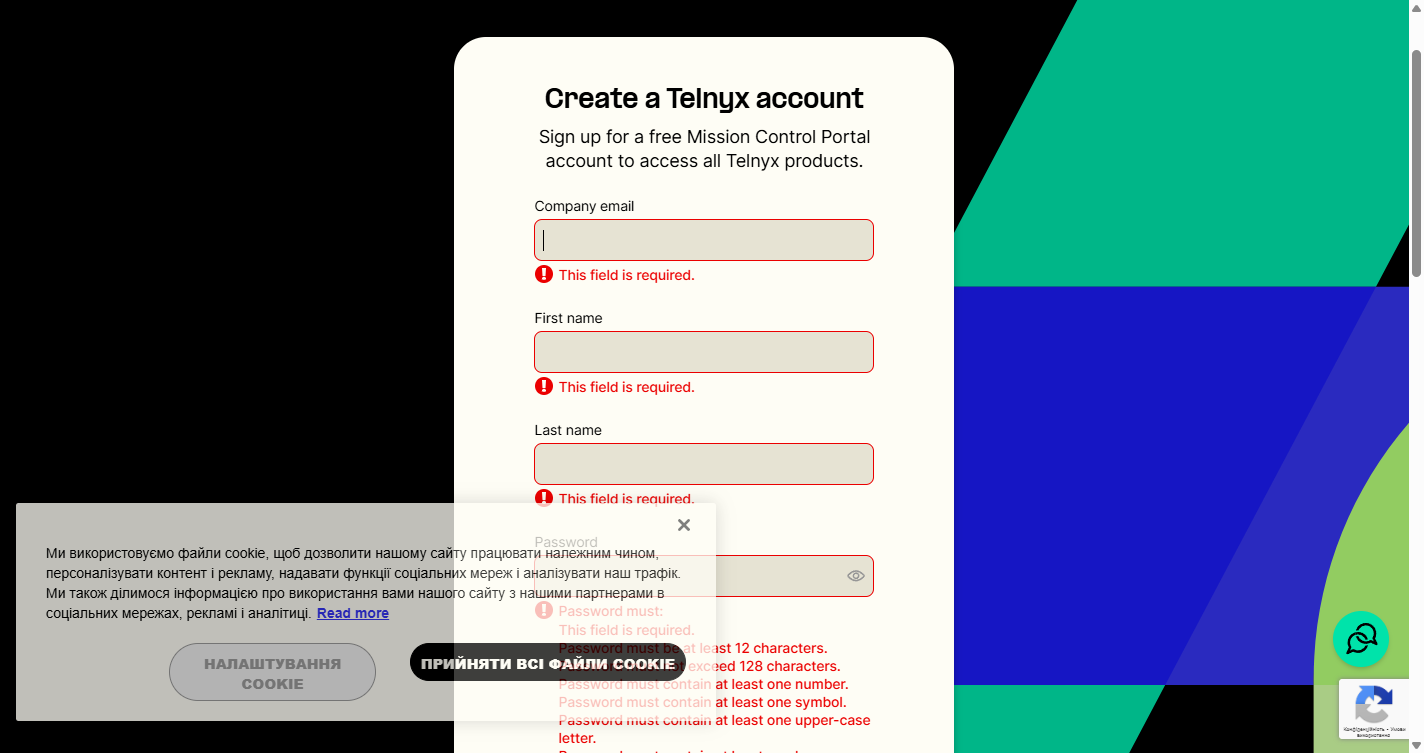 Create a Telnyx account
Sign up for a free Mission Control Portal
account to access all Telnyx products.
Company email
This field is required.
First name
This field is required.
Last name
This field is required.
Password
Password must:
This field is required.
Password must be at least 12 characters.
Password must not exceed 128 characters.
Password must contain at least one number.
Password must contain at least one symbol.
Password must contain at least one upper-case
letter.
Ми використовуємо файли cookie, щоб дозволити нашому сайту працювати належним чином,
персоналізувати контент і рекламу, надавати функції соціальних мереж і аналізувати наш трафік.
Ми також ділимося інформацією про використання вами нашого сайту з нашими партнерами в
соціальних мережах, рекламі і аналітиці. Read more
НАЛАШТУВАННЯ
COOKIE
ПРИЙНЯТИ ВСІ ФАЙЛИ COOKIE
Конфіденційність - Умови
використання